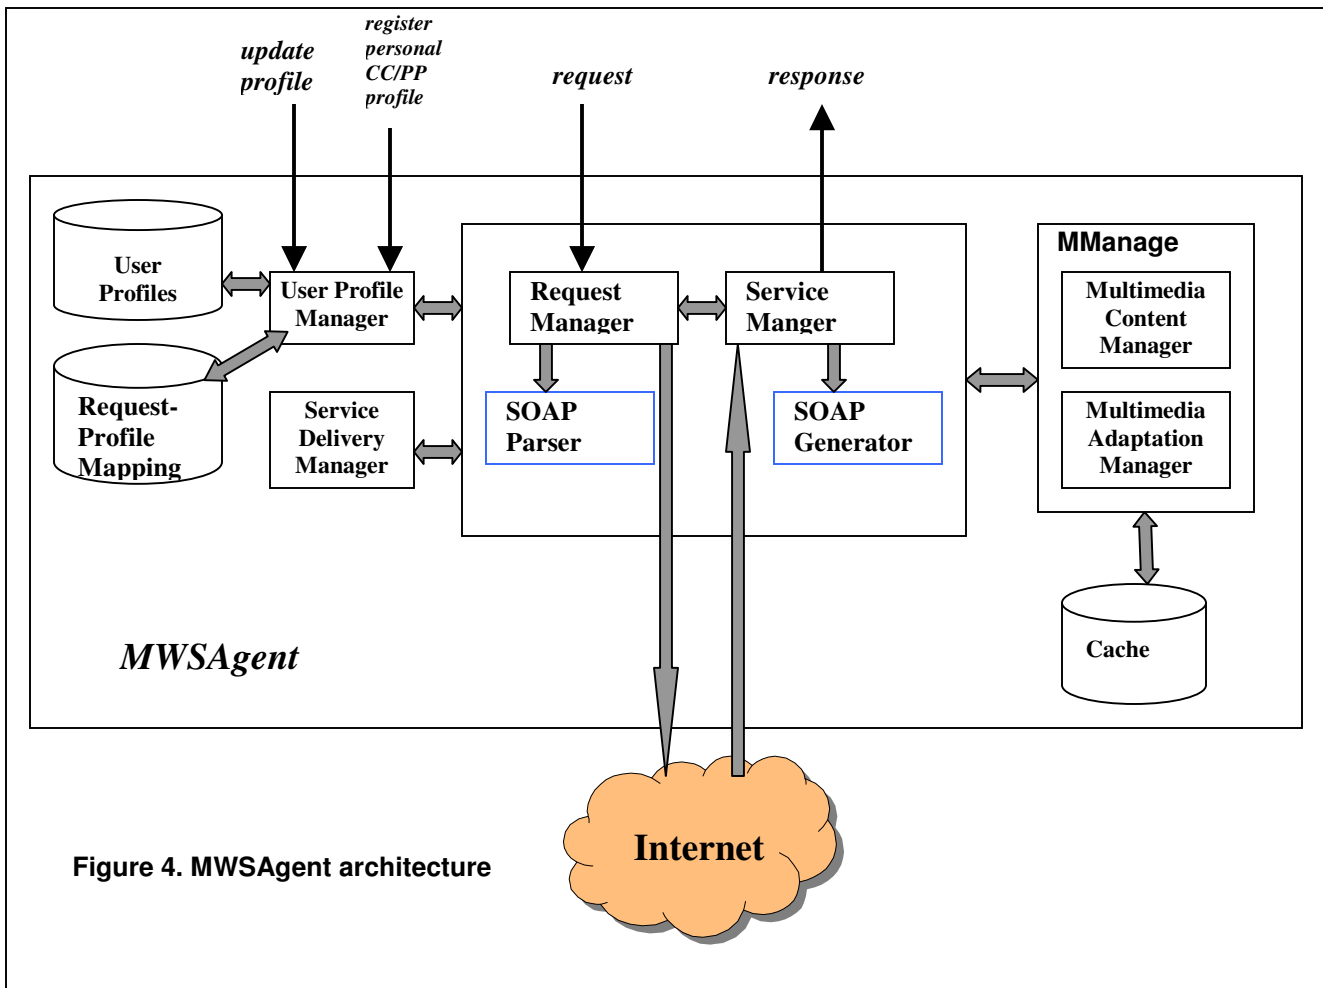 update
profile
register
personal
CC/PP
profile
request
response
User
Profiles
User Profile
Manager
Request
Manager
Service
Manger
MManage
Multimedia
Content
Manager
Request-
Profile
Mapping
Service
Delivery
Manager
SOAP
Parser
SOAP
Generator
Multimedia
Adaptation
Manager
Cache
MWSAgent
Internet
Figure 4. MWSAgent architecture